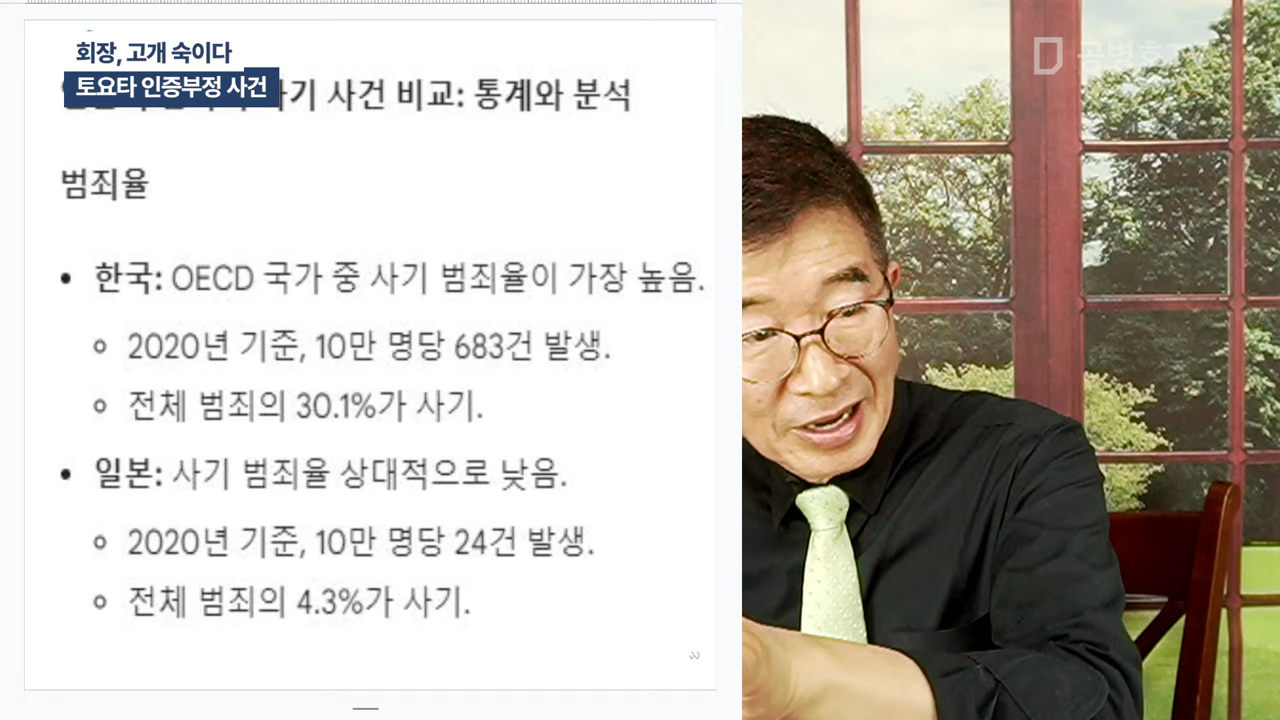 회장, 고개 숙이다
토요타 인증부정 사건
사기 사건 비교: 통계와 분석
범죄율
• 한국: OECD 국가 중 사기 범죄율이 가장 높음.
○ 2020년 기준, 10만 명당 683건 발생.
○ 전체 범죄의 30.1%가 사기.
• 일본: 사기 범죄율 상대적으로 낮음.
○ 2020년 기준, 10만 명당 24건 발생.
○ 전체 범죄의 4.3%가 사기.
공병호TV